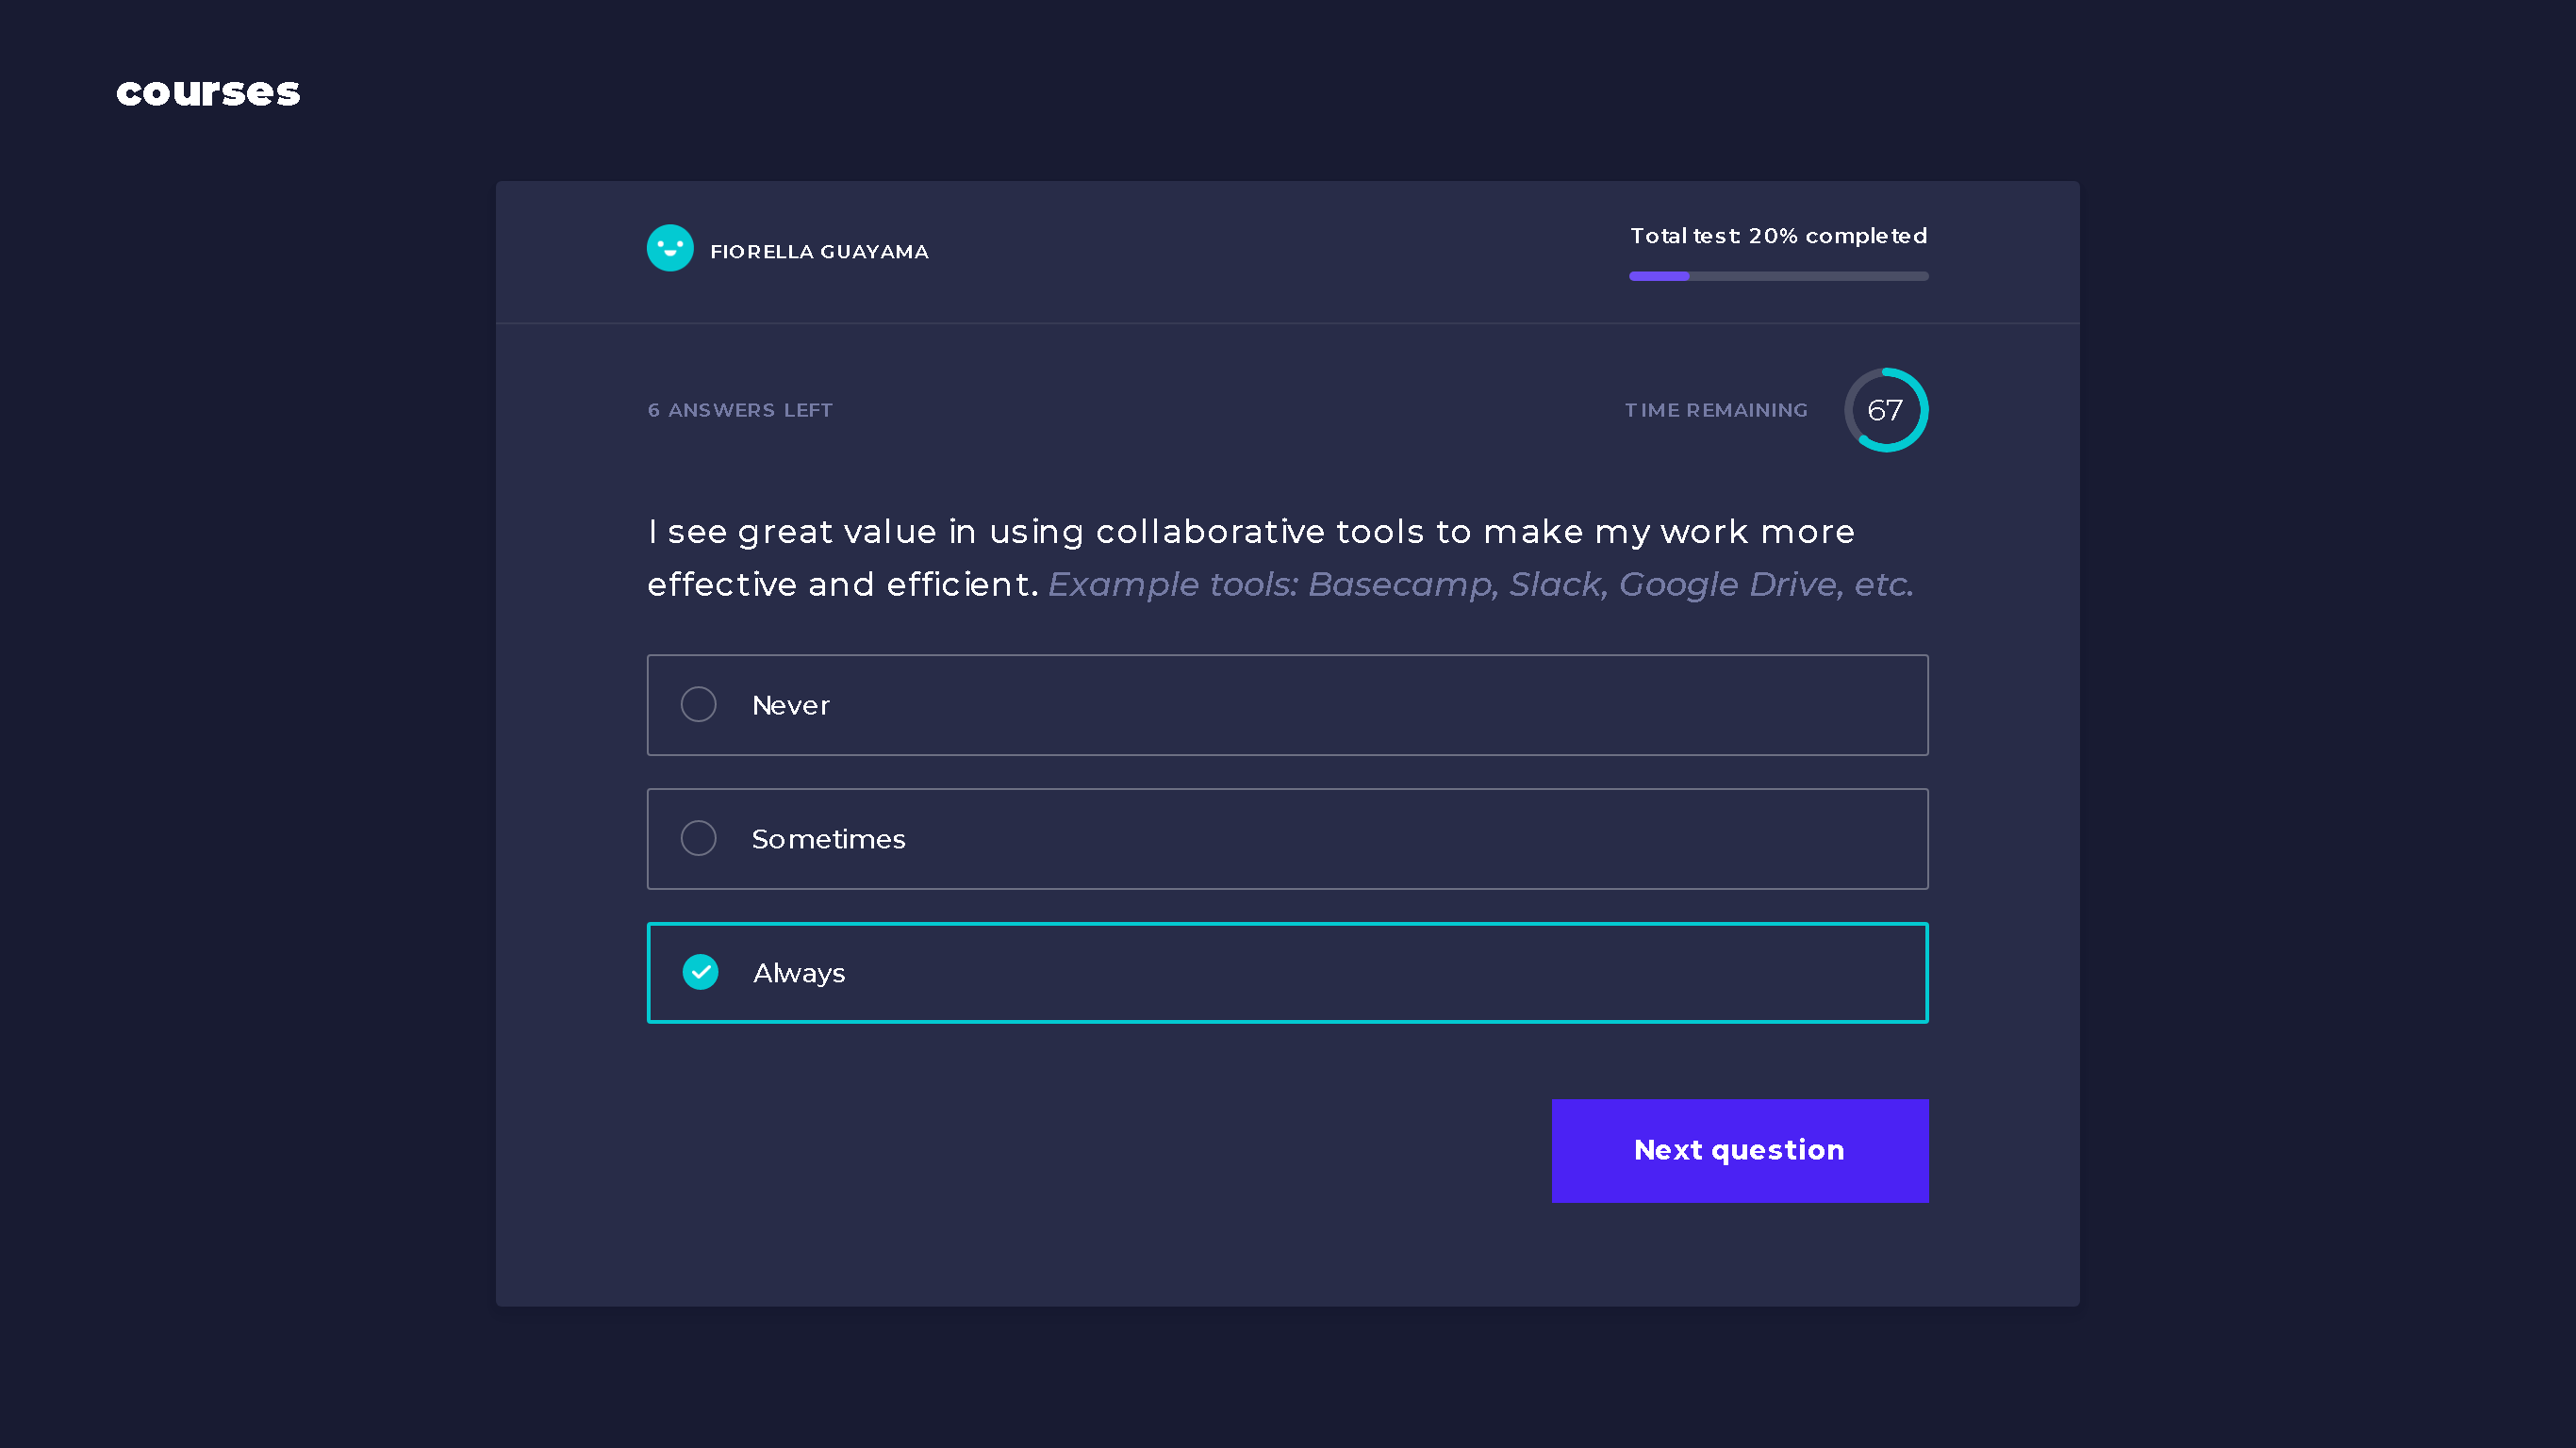 courses
FIORELLA GUAYAMA
Total test: 20% completed
6 ANSWERS LEFT
TIME REMAINING
67
I see great value in using collaborative tools to make my work more
effective and efficient. Example tools: Basecamp, Slack, Google Drive, etc.
Never
Sometimes
Always
Next question